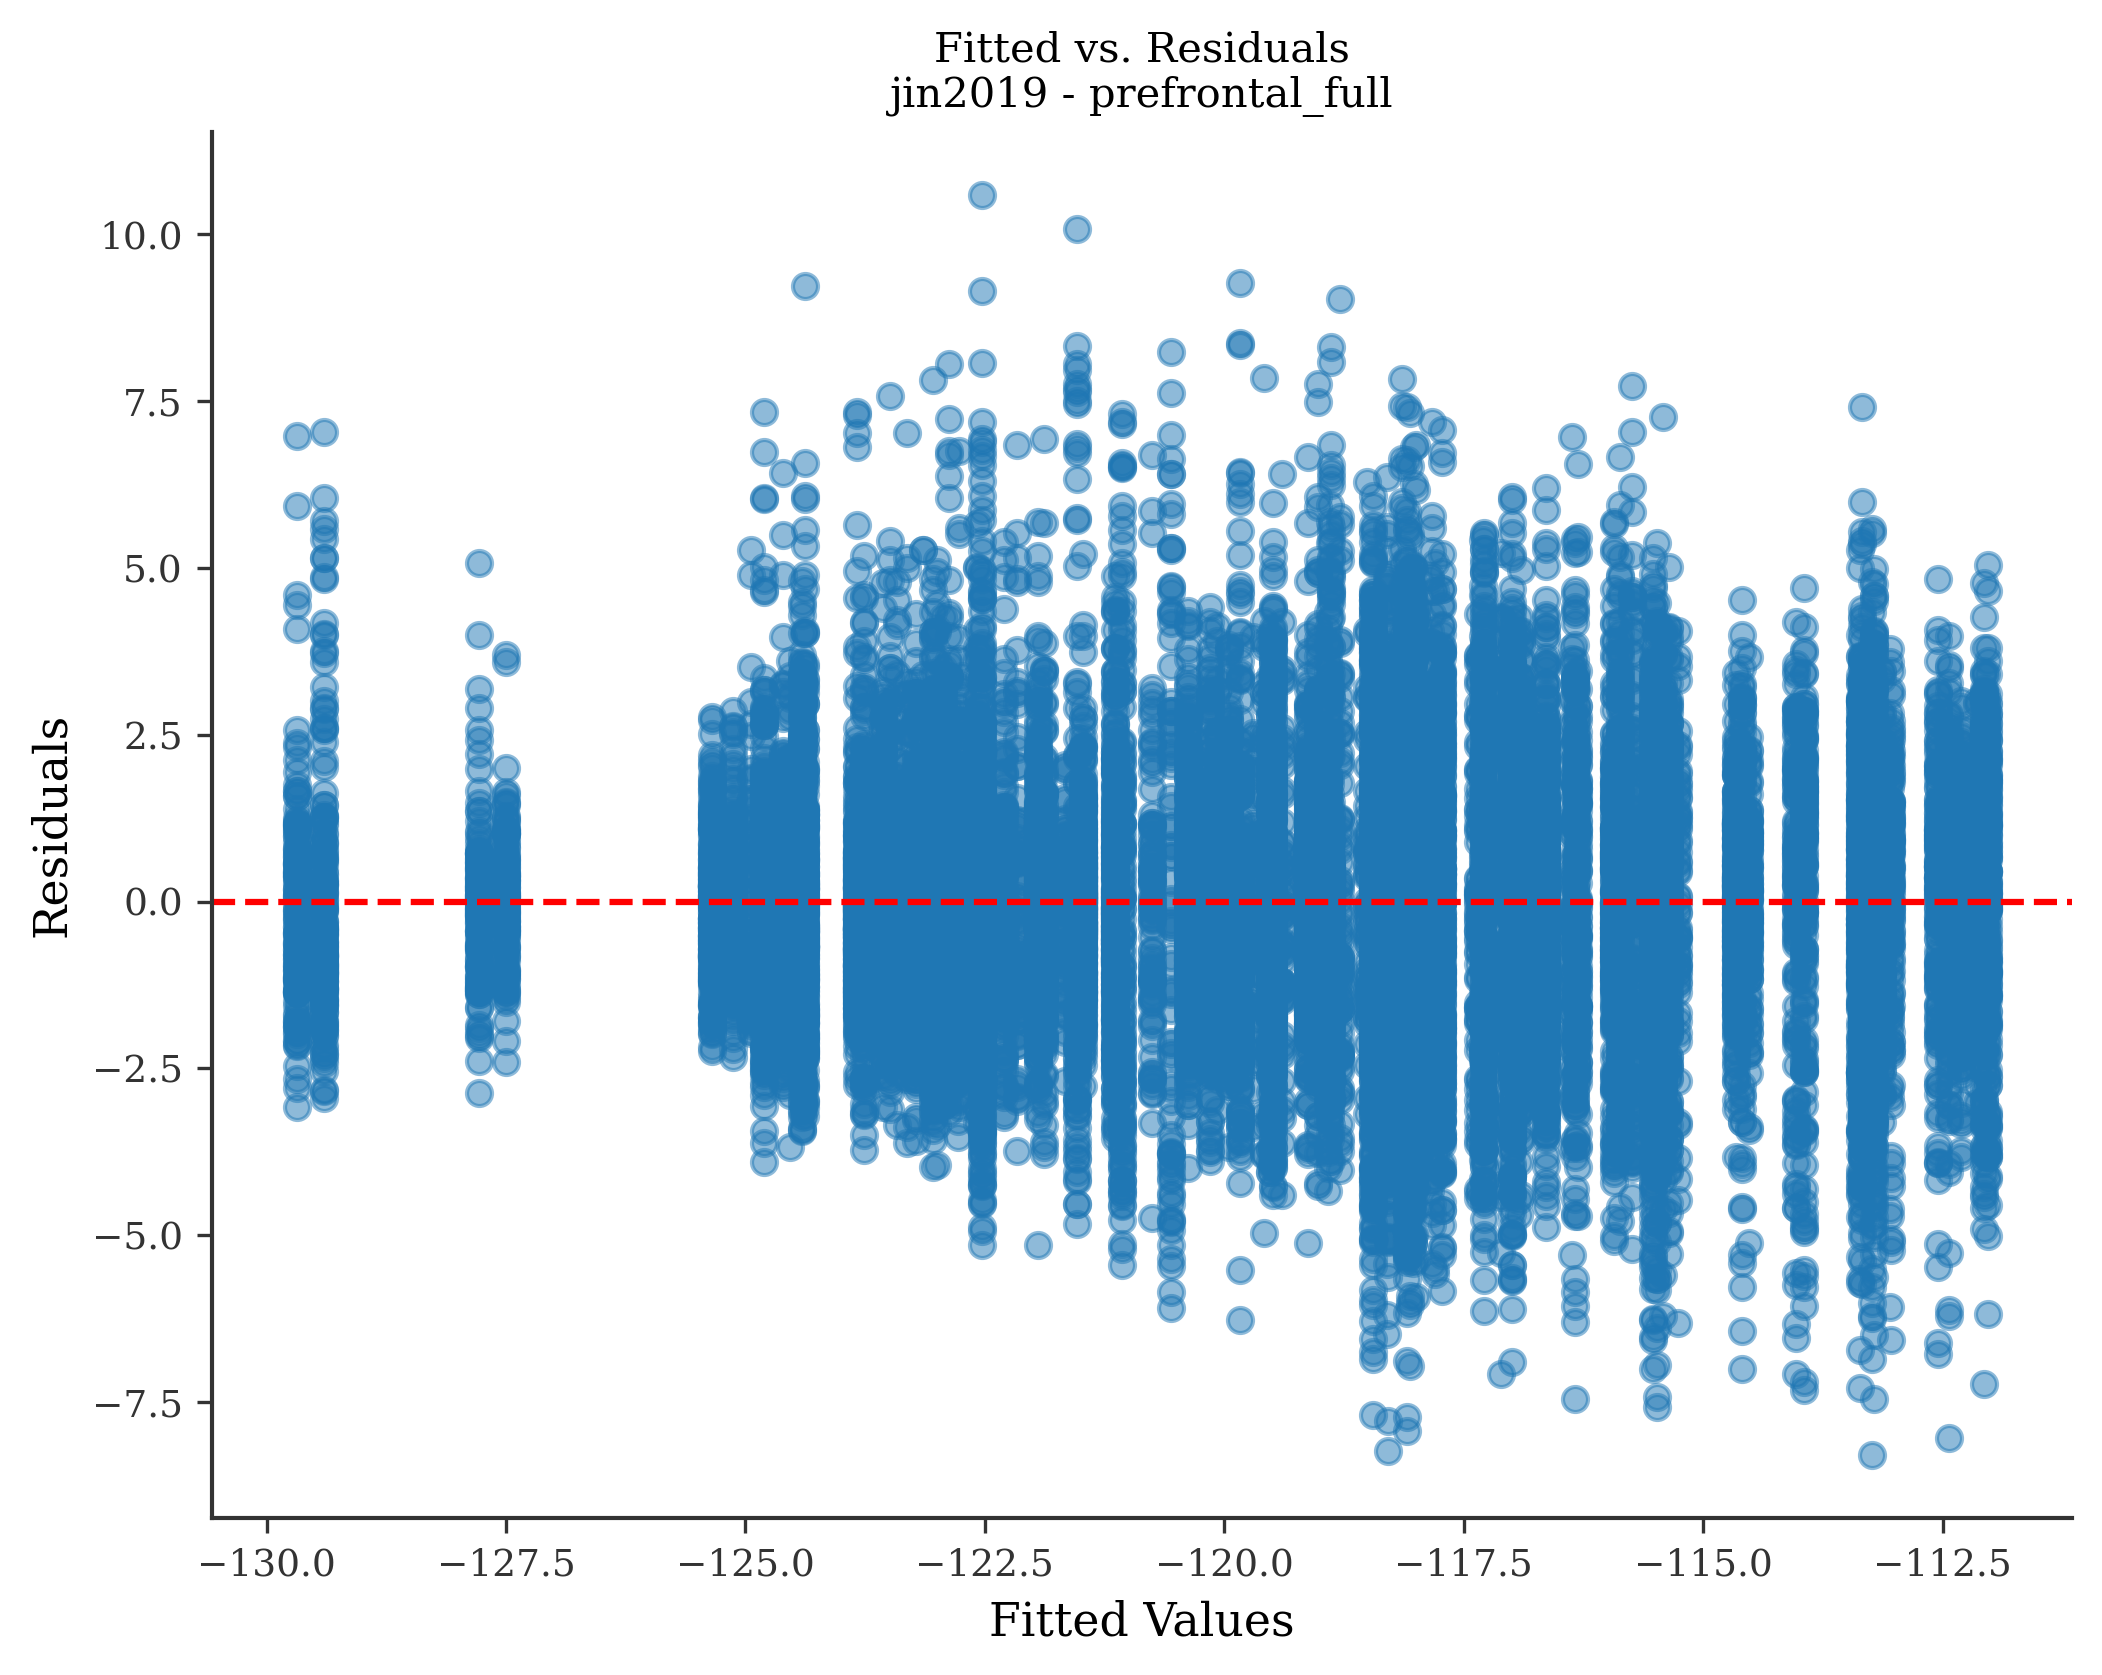 Fitted vs. Residuals
jin2019 - prefrontal_full
Residuals
10.0
7.5
5.0
2.5
0.0
−2.5
−5.0
−7.5
−130.0 −127.5 −125.0 −122.5 −120.0 −117.5 −115.0 −112.5
Fitted Values